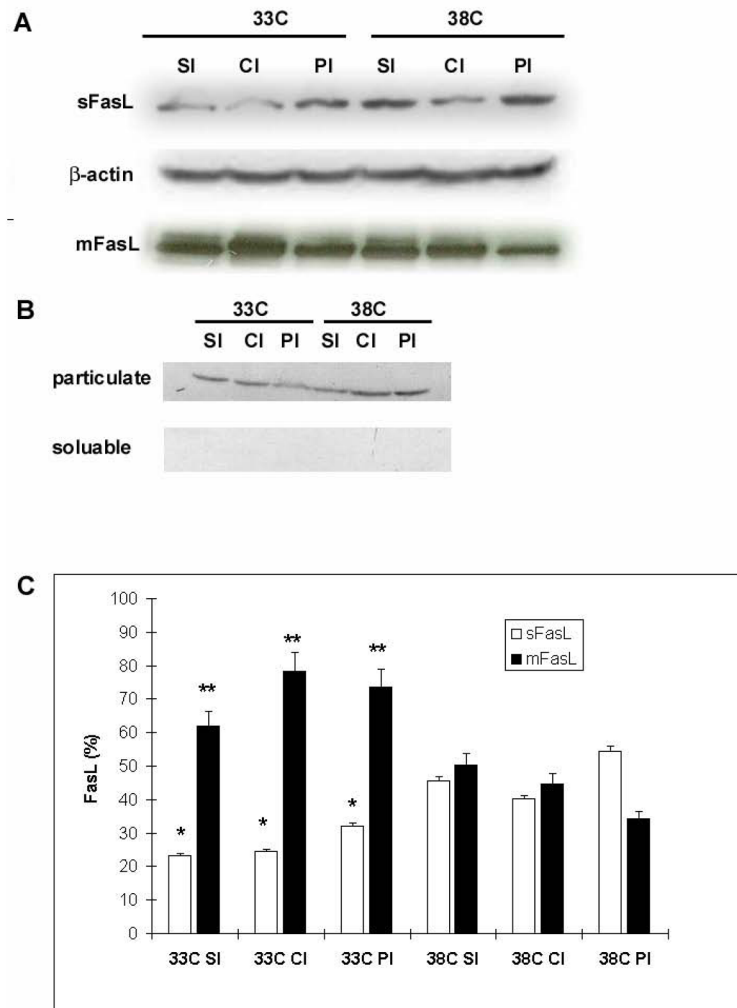 A
33C 38C
SI CI PI SI CI PI
sFasL
β-actin
mFasL
B
33C 38C
SI CI PI SI CI PI
particulate
soluable
C
100
90
80
70
60
50
40
30
20
10
0
FasL (%)
sFasL
mFasL
* ** * ** * **
33C SI 33C CI 33C PI 38C SI 38C CI 38C PI